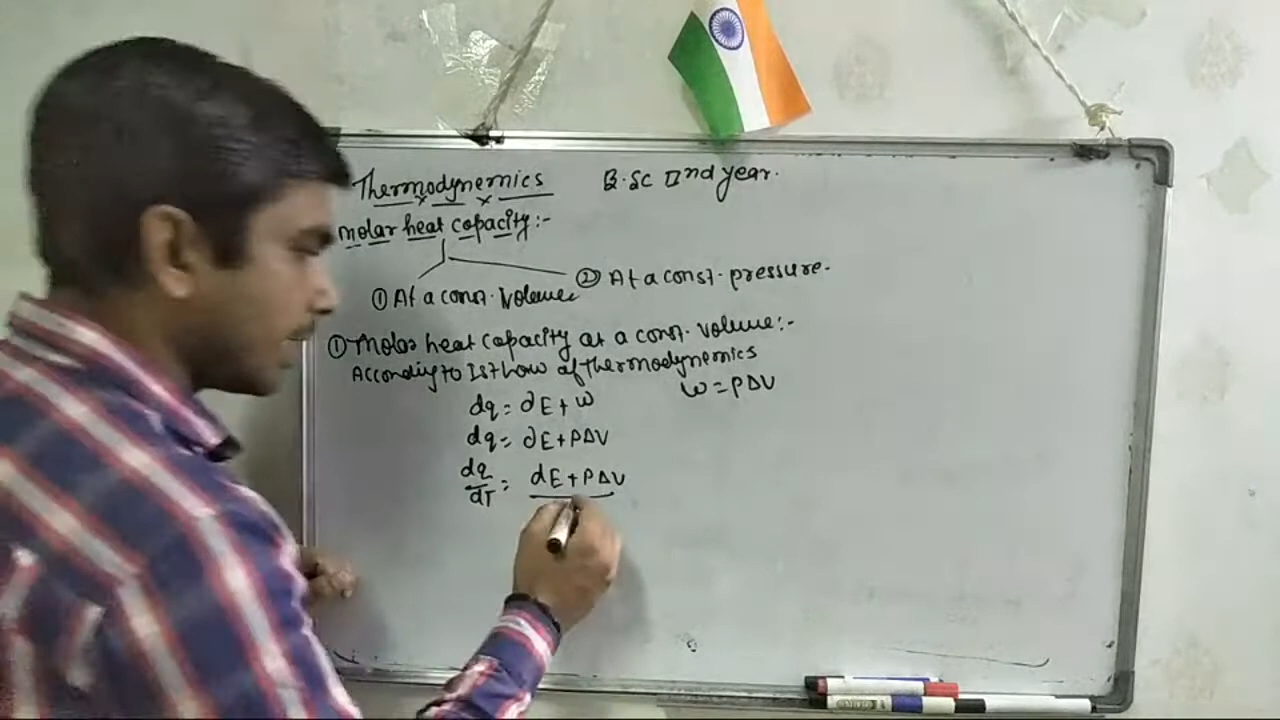 Thermodynemics B.Sc IInd year.
molar heat capacity:-
① At a const. Volume ② At a const. pressure.
① Molar heat capacity at a const. volume:-
According to Ist Law of Thermodynemics
dq = ∂E + w w = PΔV
dq = ∂E + PΔV
dq/dT = dE + PΔV